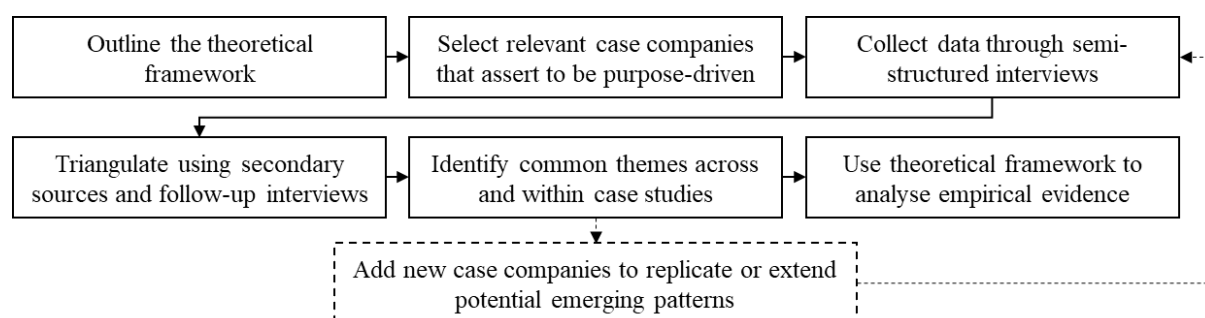 Outline the theoretical
framework
Select relevant case companies
that assert to be purpose-driven
Collect data through semi-
structured interviews
Triangulate using secondary
sources and follow-up interviews
Identify common themes across
and within case studies
Use theoretical framework to
analyse empirical evidence
Add new case companies to replicate or extend
potential emerging patterns